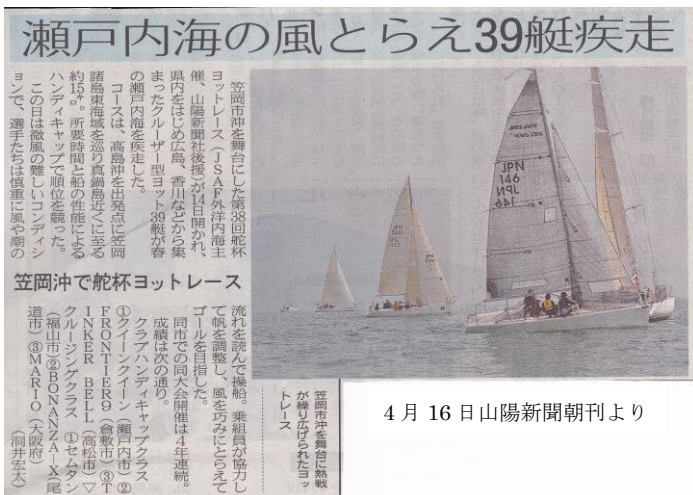 瀬戸内海の風とらえ39艇疾走
笠岡市沖を舞台にした第38回舵杯
ヨットレース(JSAF外洋内海主
催、山陽新聞社後援)が14日開かれ、
県内をはじめ広島、香川などから集
まったクルーザー型ヨット39艇が春
の瀬戸内海を疾走した。
コースは、高島沖を出発点に笠岡
諸島東海域を巡り真鍋島近くに至る
約15㌔。所要時間と船の性能による
ハンディキャップで順位を競った。
この日は微風の難しいコンディシ
ョンで、選手たちは慎重に風や潮の
笠岡沖で舵杯ヨットレース
流れを読んで操船。乗組員が協力し
て帆を調整し、風を巧みにとらえて
ゴールを目指した。
同市での同大会開催は4年連続。
成績は次の通り。
クラブハンディキャップクラス
①クイーンクイーン(瀬戸内市)②
FRONTIER9(倉敷市)③T
INKER BELL(高松市)▽
クルージングクラス ①セムタン
(福山市)②BONANZA―X(尾
道市)③MARIO(大阪府)
(洞井宏太)
JPN
641
JPN
146
笠岡市沖を舞台に熱戦
が繰り広げられたヨッ
トレース
4月16日山陽新聞朝刊より